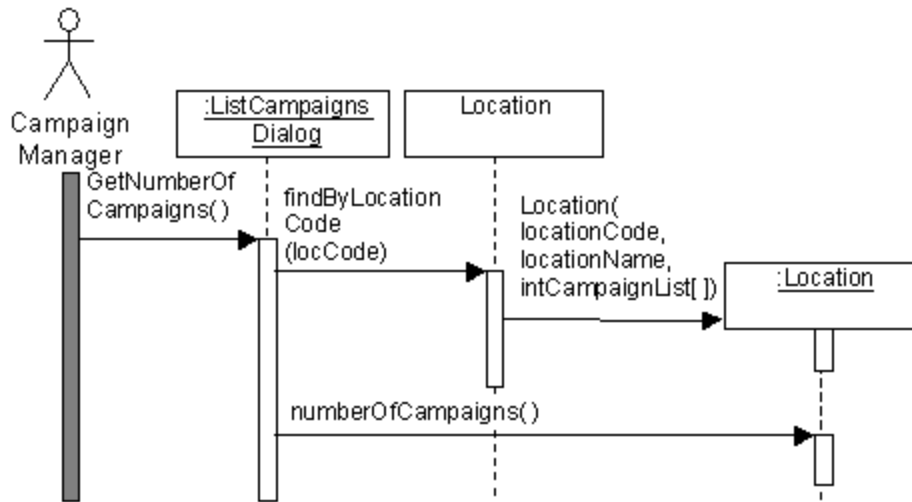 Campaign
Manager
:ListCampaigns
Dialog
Location
GetNumberOf
Campaigns()
findByLocation
Code
(locCode)
Location(
locationCode,
locationName,
intCampaignList[ ])
:Location
numberOfCampaigns()